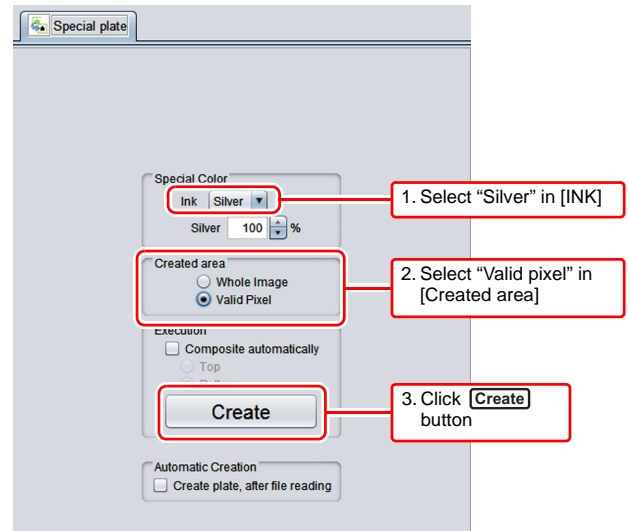 Special plate
Special Color
Ink Silver
Silver 100 %
1. Select “Silver” in [INK]
Created area
Whole Image
Valid Pixel
2. Select “Valid pixel” in
[Created area]
Execution
Composite automatically
Top
Create
3. Click Create
button
Automatic Creation
Create plate, after file reading